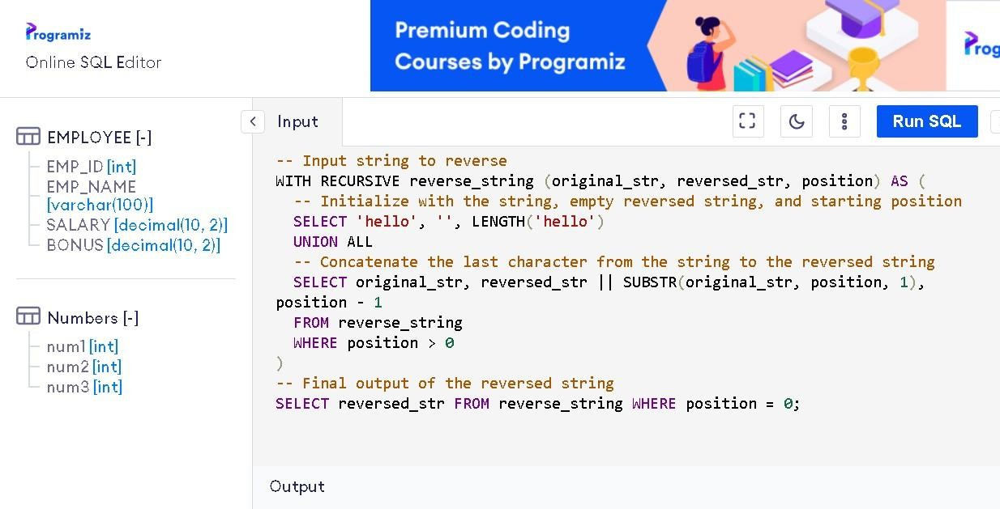 Programiz
Online SQL Editor
Premium Coding
Courses by Programiz
EMPLOYEE [-]
EMP_ID [int]
EMP_NAME
[varchar(100)]
SALARY [decimal(10, 2)]
BONUS [decimal(10, 2)]
Numbers [-]
num1 [int]
num2 [int]
num3 [int]
Input
Run SQL
-- Input string to reverse
WITH RECURSIVE reverse_string (original_str, reversed_str, position) AS (
-- Initialize with the string, empty reversed string, and starting position
SELECT 'hello', '', LENGTH('hello')
UNION ALL
-- Concatenate the last character from the string to the reversed string
SELECT original_str, reversed_str || SUBSTR(original_str, position, 1),
position - 1
FROM reverse_string
WHERE position > 0
)
-- Final output of the reversed string
SELECT reversed_str FROM reverse_string WHERE position = 0;
Output